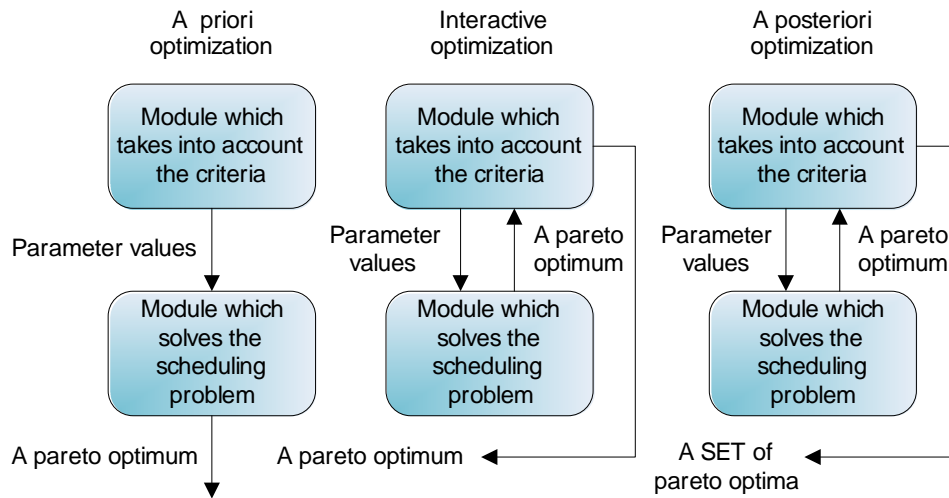 A priori
optimization
Module which
takes into account
the criteria
Parameter values
Module which
solves the
scheduling
problem
A pareto optimum
Interactive
optimization
Module which
takes into account
the criteria
Parameter
values
A pareto
optimum
Module which
solves the
scheduling
problem
A pareto optimum
A posteriori
optimization
Module which
takes into account
the criteria
Parameter
values
A pareto
optimum
Module which
solves the
scheduling
problem
A SET of
pareto optima